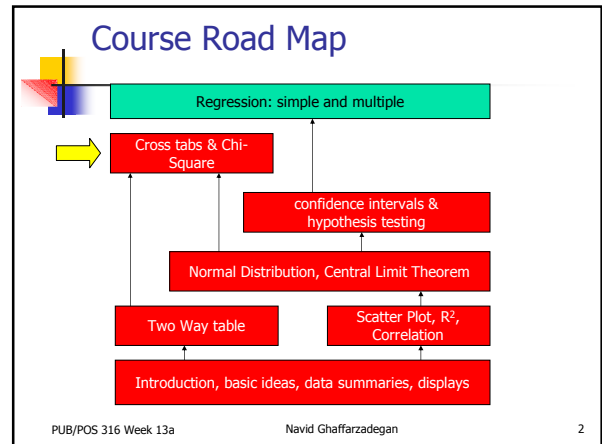 Course Road Map
Regression: simple and multiple
Cross tabs & Chi-
Square
confidence intervals &
hypothesis testing
Normal Distribution, Central Limit Theorem
Two Way table
Scatter Plot, R²,
Correlation
Introduction, basic ideas, data summaries, displays
PUB/POS 316 Week 13a
Navid Ghaffarzadegan
2